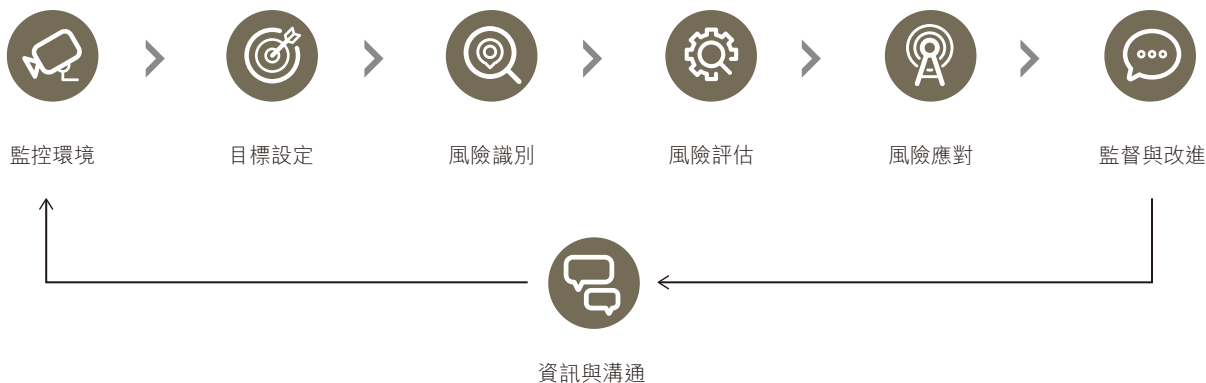 監控環境
目標設定
風險識別
風險評估
風險應對
監督與改進
資訊與溝通